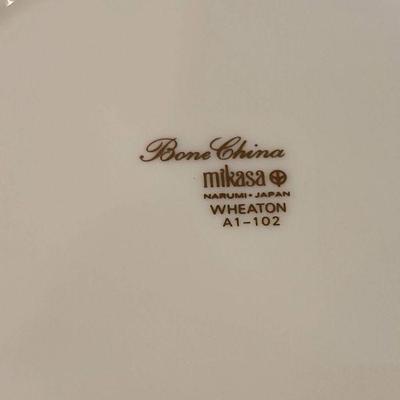 Bone China
mikasa
NARUMI • JAPAN
WHEATON
A1-102